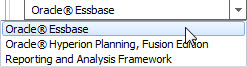 Oracle® Essbase
Oracle® Essbase
Oracle® Hyperion Planning, Fusion Edition
Reporting and Analysis Framework